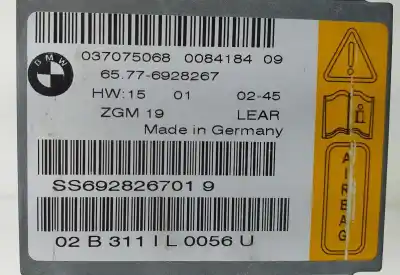 BMW
037075068 0084184 09
65.77-6928267
HW:15 01 02-45
ZGM 19 LEAR
Made in Germany
SS692826701 9
02 B 311 I L 0056 U
AIRBAG